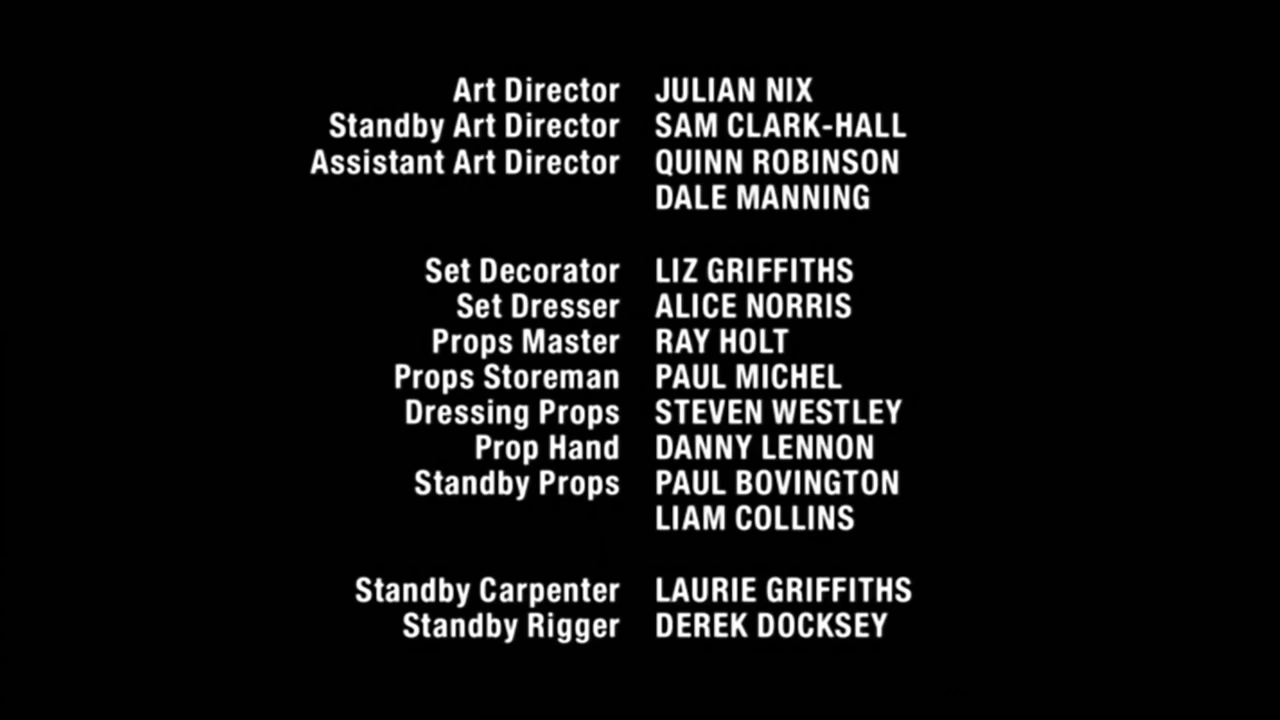 Art Director JULIAN NIX
Standby Art Director SAM CLARK-HALL
Assistant Art Director QUINN ROBINSON
DALE MANNING
Set Decorator LIZ GRIFFITHS
Set Dresser ALICE NORRIS
Props Master RAY HOLT
Props Storeman PAUL MICHEL
Dressing Props STEVEN WESTLEY
Prop Hand DANNY LENNON
Standby Props PAUL BOVINGTON
LIAM COLLINS
Standby Carpenter LAURIE GRIFFITHS
Standby Rigger DEREK DOCKSEY